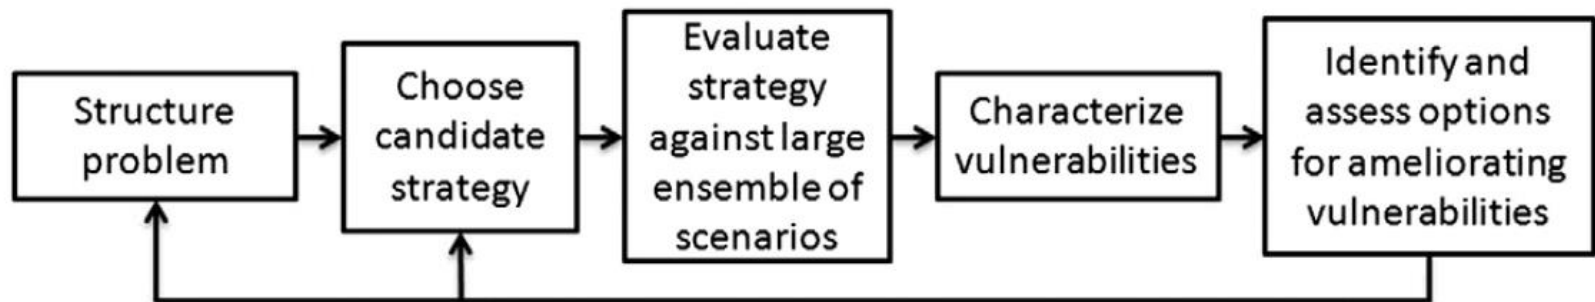 Structure
problem
Choose
candidate
strategy
Evaluate
strategy
against large
ensemble of
scenarios
Characterize
vulnerabilities
Identify and
assess options
for ameliorating
vulnerabilities